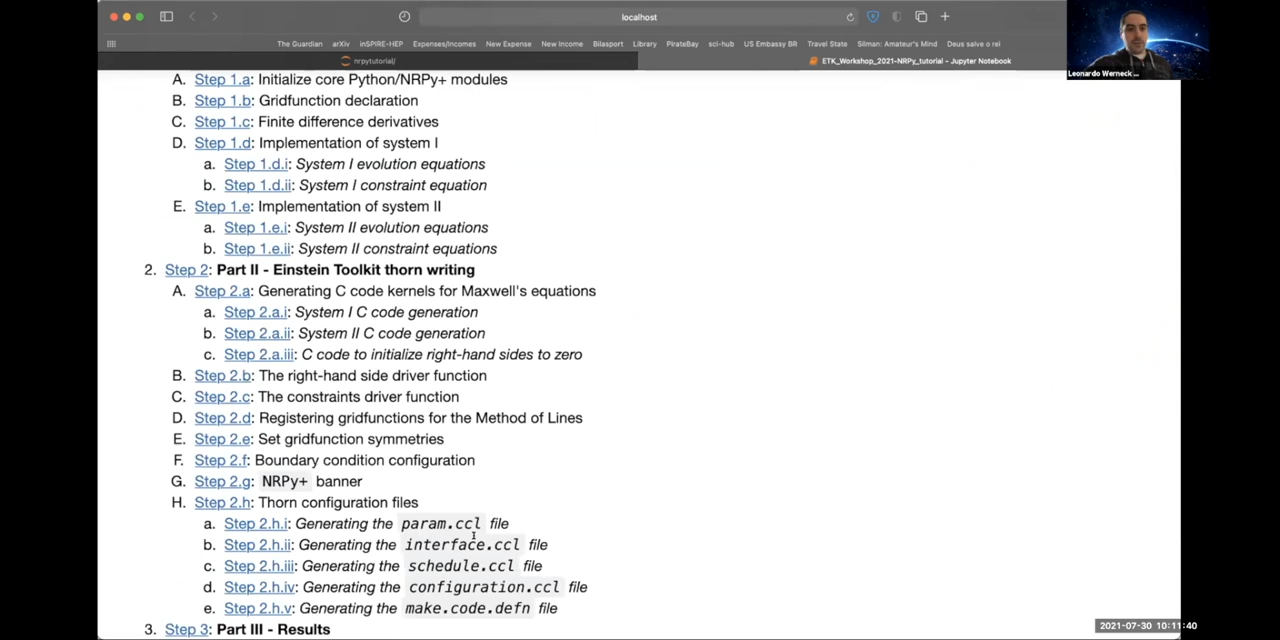 localhost
The Guardian arXiv inSPIRE-HEP Expenses/Incomes New Expense New Income Bilasport Library PirateBay sci-hub US Embassy BR Travel State Silman: Amateur's Mind Deus salve o rei
nrpytutorial/ ETK_Workshop_2021-NRPy_tutorial - Jupyter Notebook
Leonardo Werneck ...
A. Step 1.a: Initialize core Python/NRPy+ modules
B. Step 1.b: Gridfunction declaration
C. Step 1.c: Finite difference derivatives
D. Step 1.d: Implementation of system I
a. Step 1.d.i: System I evolution equations
b. Step 1.d.ii: System I constraint equation
E. Step 1.e: Implementation of system II
a. Step 1.e.i: System II evolution equations
b. Step 1.e.ii: System II constraint equations
2. Step 2: Part II - Einstein Toolkit thorn writing
A. Step 2.a: Generating C code kernels for Maxwell's equations
a. Step 2.a.i: System I C code generation
b. Step 2.a.ii: System II C code generation
c. Step 2.a.iii: C code to initialize right-hand sides to zero
B. Step 2.b: The right-hand side driver function
C. Step 2.c: The constraints driver function
D. Step 2.d: Registering gridfunctions for the Method of Lines
E. Step 2.e: Set gridfunction symmetries
F. Step 2.f: Boundary condition configuration
G. Step 2.g: NRPy+ banner
H. Step 2.h: Thorn configuration files
a. Step 2.h.i: Generating the param.ccl file
b. Step 2.h.ii: Generating the interface.ccl file
c. Step 2.h.iii: Generating the schedule.ccl file
d. Step 2.h.iv: Generating the configuration.ccl file
e. Step 2.h.v: Generating the make.code.defn file
3. Step 3: Part III - Results
2021-07-30 10:11:40